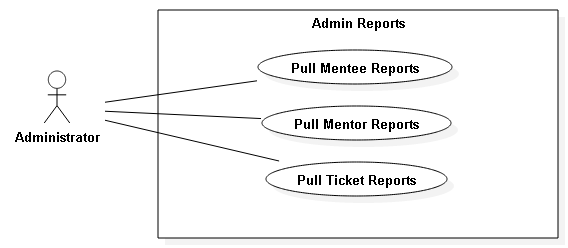 Admin Reports
Pull Mentee Reports
Pull Mentor Reports
Administrator
Pull Ticket Reports